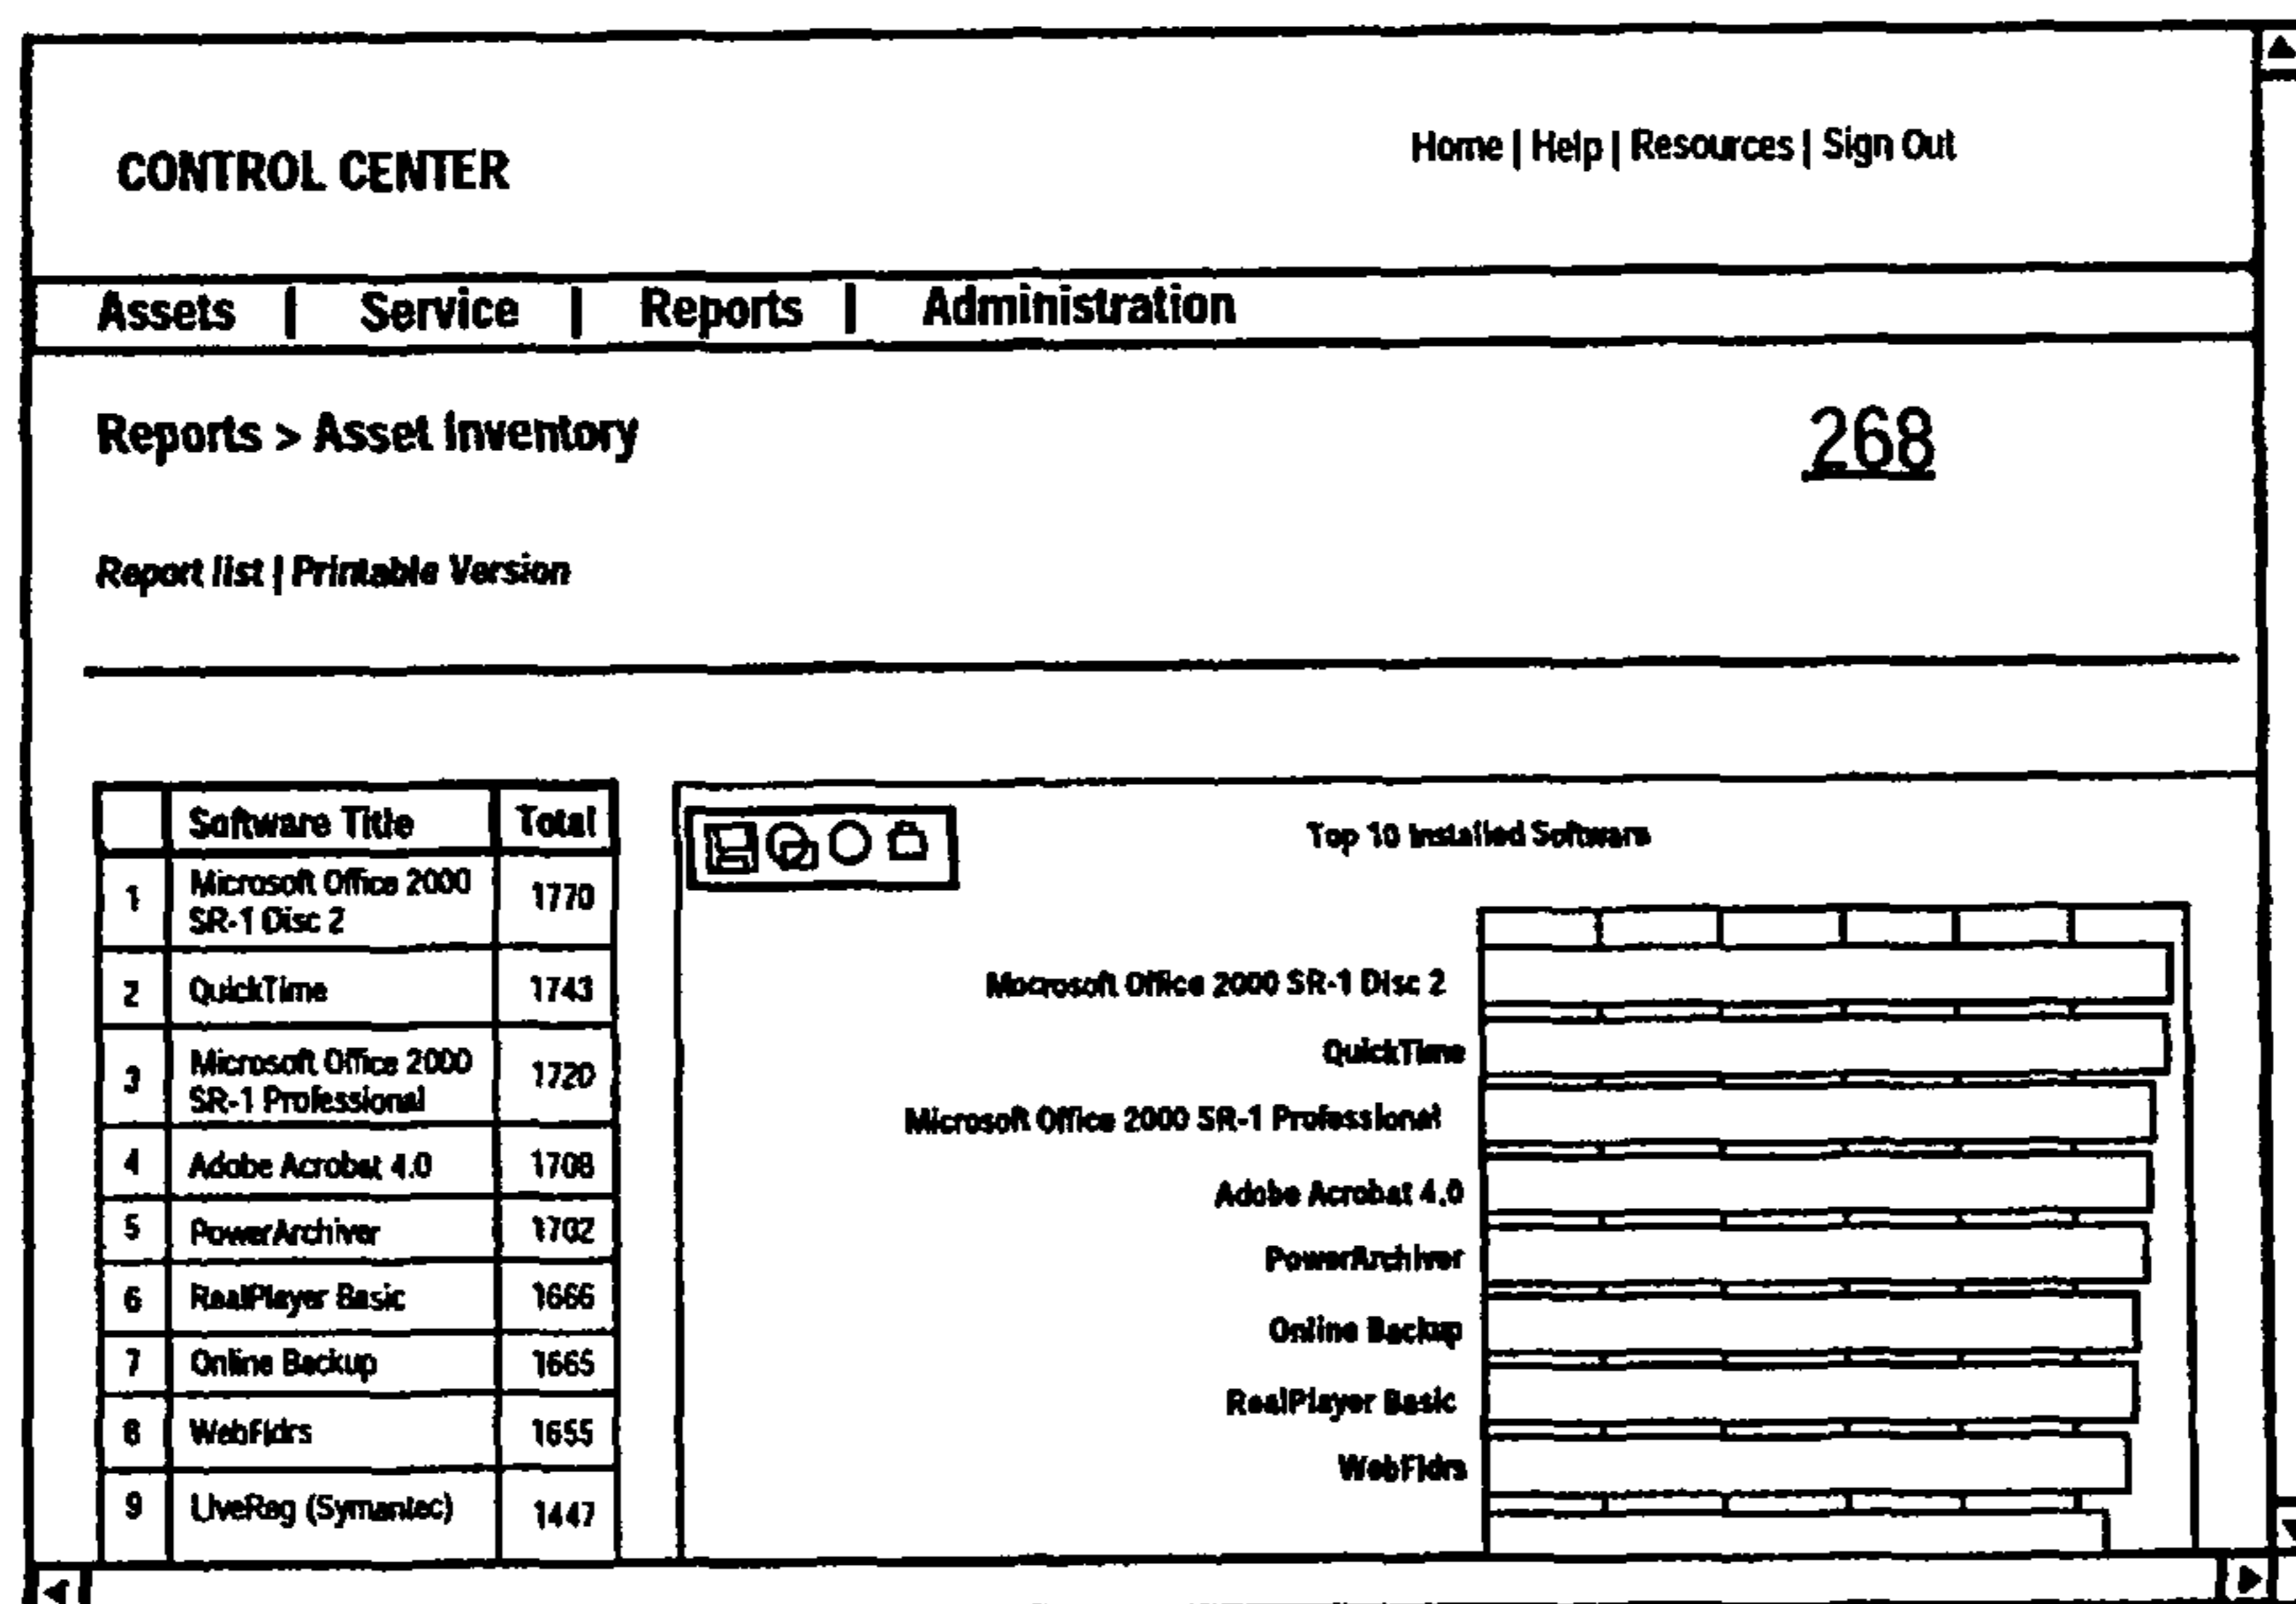 CONTROL CENTER
Home | Help | Resources | Sign Out
Assets | Service | Reports | Administration
Reports > Asset Inventory
268
Report list | Printable Version
Software Title Total
1 Microsoft Office 2000 SR-1 Disc 2 1770
2 QuickTime 1743
3 Microsoft Office 2000 SR-1 Professional 1720
4 Adobe Acrobat 4.0 1708
5 PowerArchiver 1702
6 RealPlayer Basic 1666
7 Online Backup 1665
8 WebFldrs 1655
9 LiveReg (Symantec) 1447
Top 10 Installed Software
Mocrosoft Office 2000 SR-1 Disc 2
QuickTime
Microsoft Office 2000 SR-1 Professional
Adobe Acrobat 4.0
PowerArchiver
Online Backup
RealPlayer Basic
WebFldrs